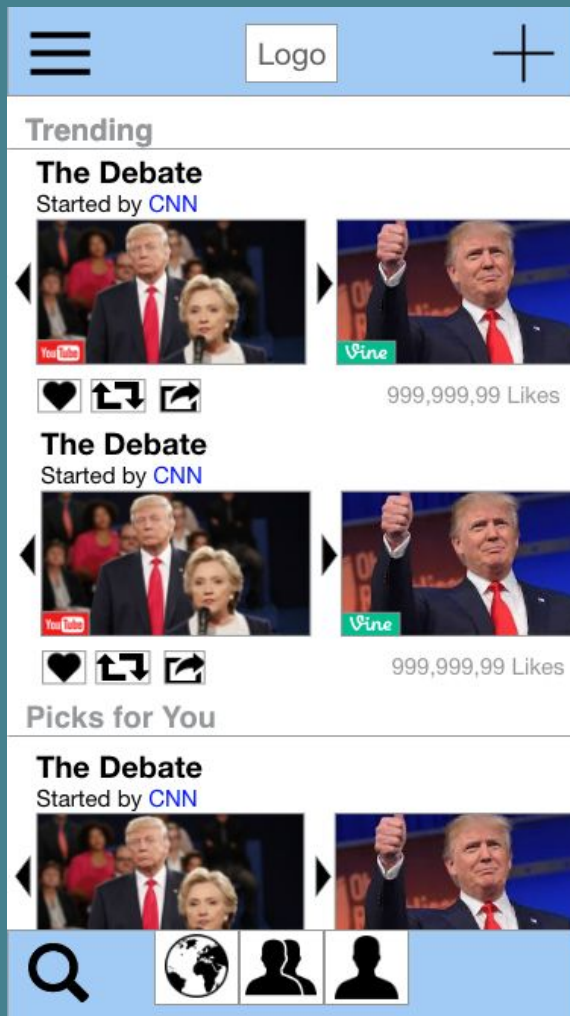 Logo
Trending
The Debate
Started by CNN
YouTube
Vine
999,999,99 Likes
The Debate
Started by CNN
YouTube
Vine
999,999,99 Likes
Picks for You
The Debate
Started by CNN